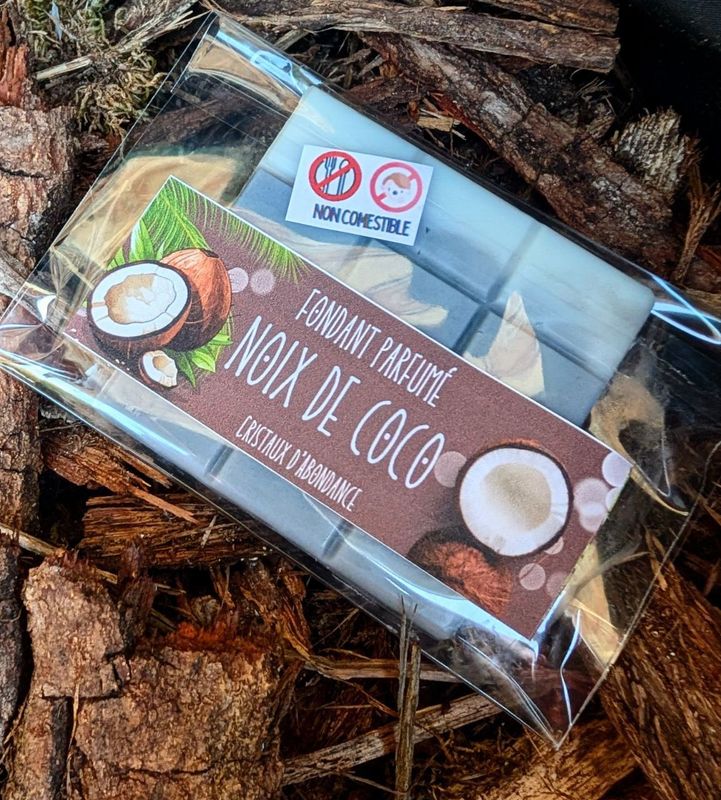 NON COMESTIBLE
FONDANT PARFUMÉ
NOIX DE COCO
CRISTAUX D'ABONDANCE